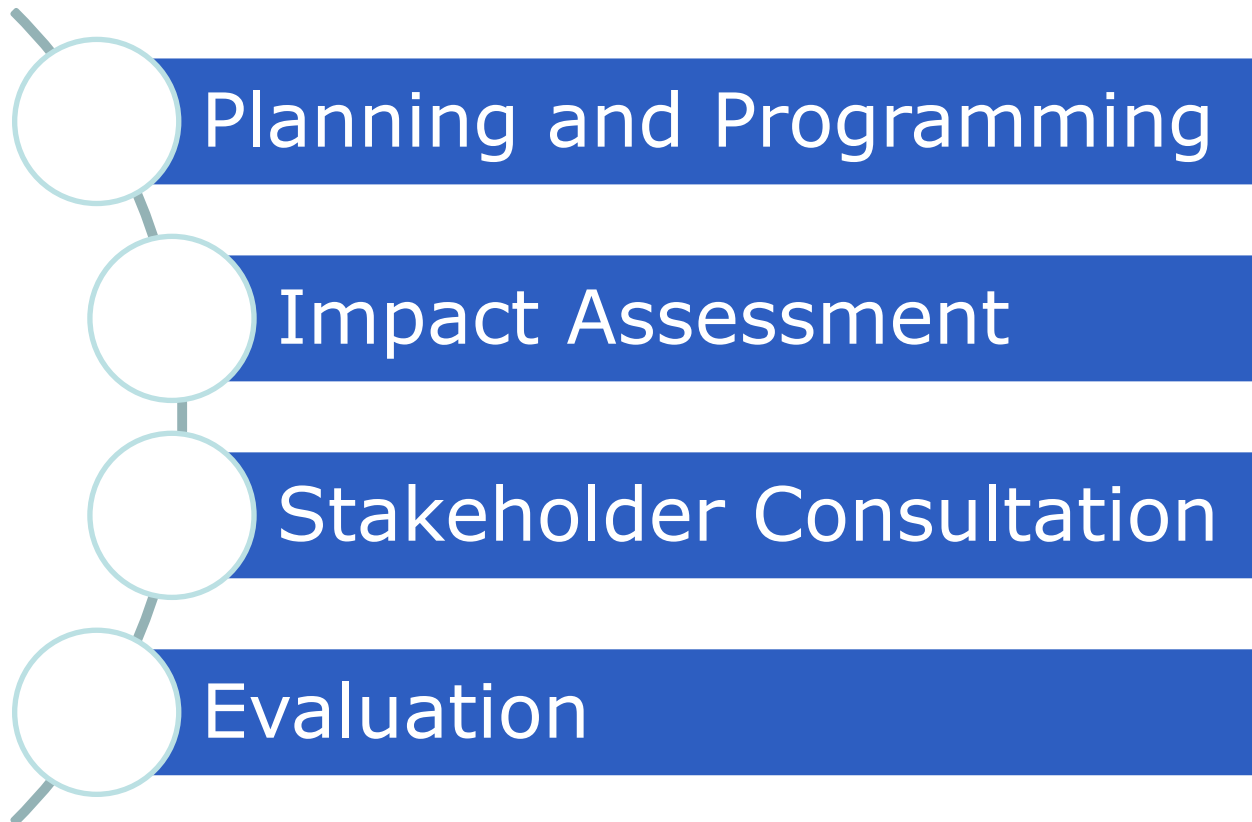 Planning and Programming
Impact Assessment
Stakeholder Consultation
Evaluation